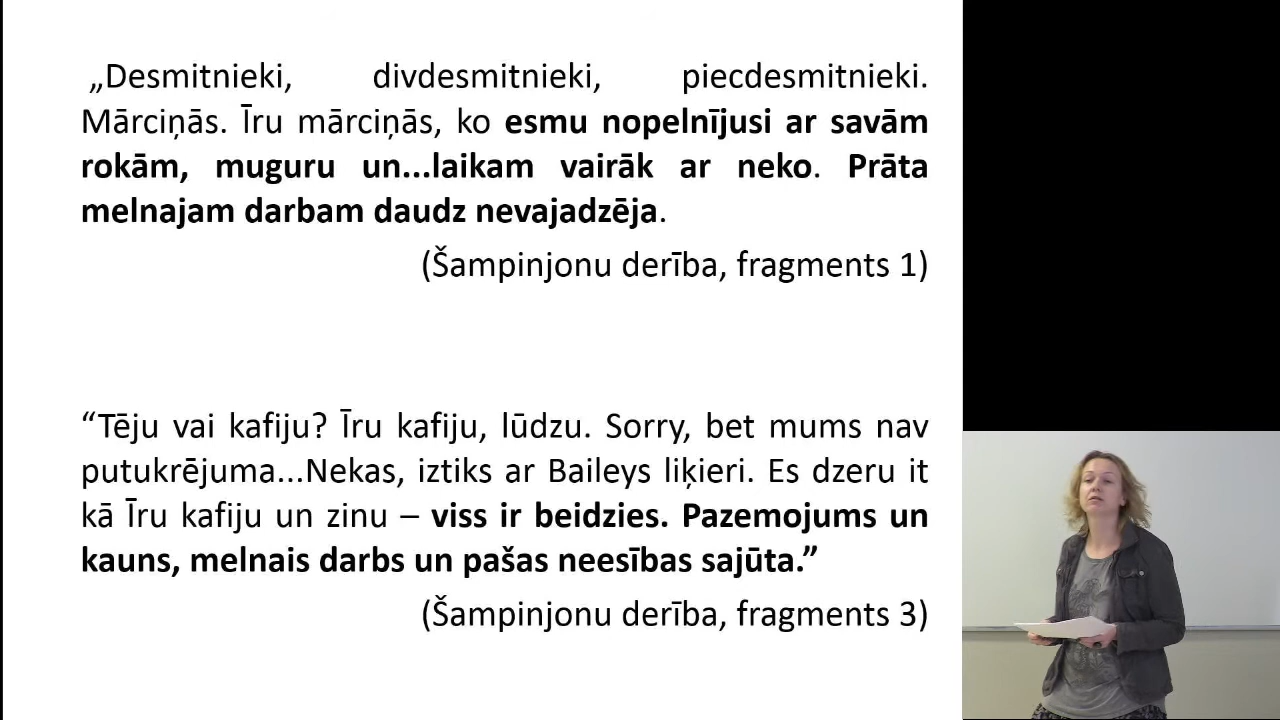 „Desmitnieki, divdesmitnieki, piecdesmitnieki.
Mārciņās. Īru mārciņās, ko esmu nopelnījusi ar savām
rokām, muguru un...laikam vairāk ar neko. Prāta
melnajam darbam daudz nevajadzēja.
(Šampinjonu derība, fragments 1)
“Tēju vai kafiju? Īru kafiju, lūdzu. Sorry, bet mums nav
putukrējuma...Nekas, iztiks ar Baileys liķieri. Es dzeru it
kā Īru kafiju un zinu – viss ir beidzies. Pazemojums un
kauns, melnais darbs un pašas neesības sajūta.”
(Šampinjonu derība, fragments 3)